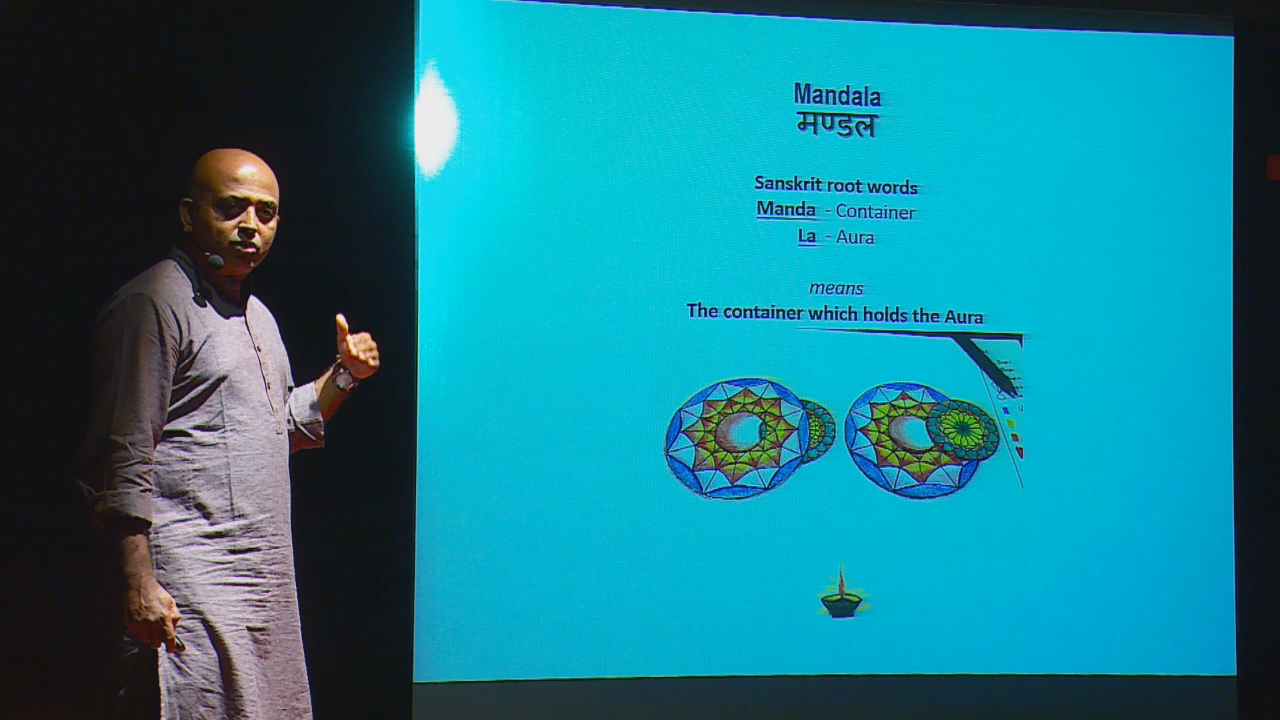 Mandala
मण्डल
Sanskrit root words
Manda - Container
La - Aura
means
The container which holds the Aura